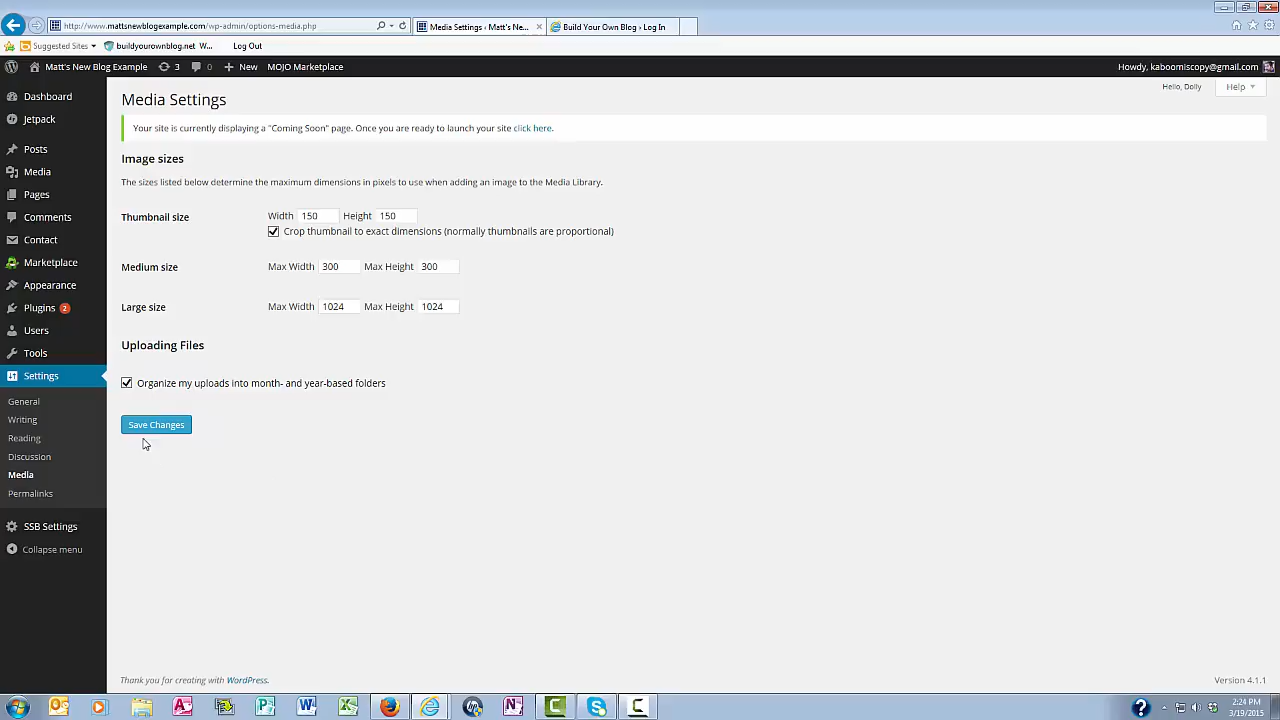 http://www.mattsnewblogexample.com/wp-admin/options-media.php
Media Settings ‹ Matt's Ne...
Build Your Own Blog › Log In
Suggested Sites
buildyourownblog.net W...
Log Out
Matt's New Blog Example
3
0
New
MOJO Marketplace
Howdy, kaboomiscopy@gmail.com
Dashboard
Jetpack
Posts
Media
Pages
Comments
Contact
Marketplace
Appearance
Plugins 2
Users
Tools
Settings
General
Writing
Reading
Discussion
Media
Permalinks
SSB Settings
Collapse menu
Hello, Dolly
Help
Media Settings
Your site is currently displaying a "Coming Soon" page. Once you are ready to launch your site click here.
Image sizes
The sizes listed below determine the maximum dimensions in pixels to use when adding an image to the Media Library.
Thumbnail size
Width 150 Height 150
Crop thumbnail to exact dimensions (normally thumbnails are proportional)
Medium size
Max Width 300 Max Height 300
Large size
Max Width 1024 Max Height 1024
Uploading Files
Organize my uploads into month- and year-based folders
Save Changes
Thank you for creating with WordPress.
Version 4.1.1
2:24 PM
3/19/2015